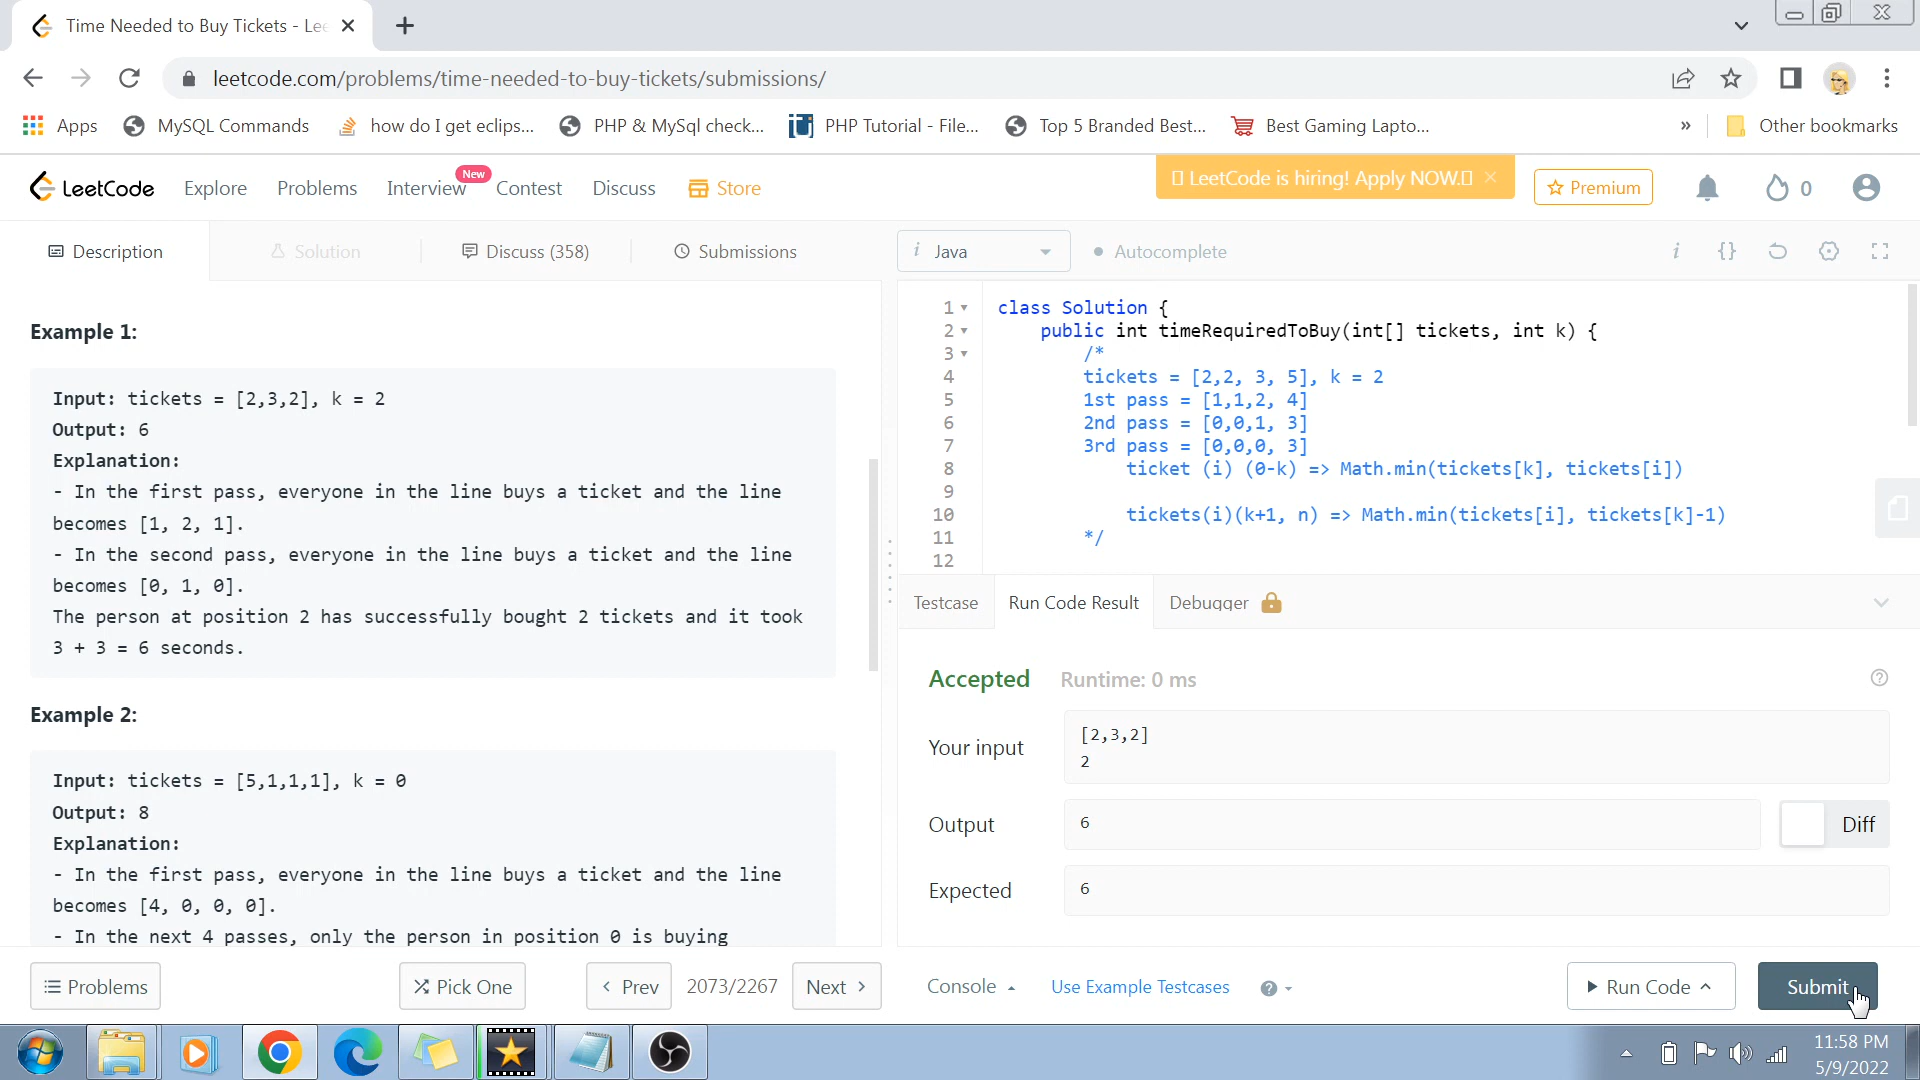 Time Needed to Buy Tickets - Lee
leetcode.com/problems/time-needed-to-buy-tickets/submissions/
Apps
MySQL Commands
how do I get eclips...
PHP & MySql check...
PHP Tutorial - File...
Top 5 Branded Best...
Best Gaming Lapto...
»
Other bookmarks
LeetCode
Explore
Problems
Interview
New
Contest
Discuss
Store
LeetCode is hiring! Apply NOW.
Premium
0
Description
Solution
Discuss (358)
Submissions
i Java
Autocomplete
i {}
Example 1:
Input: tickets = [2,3,2], k = 2
Output: 6
Explanation:
- In the first pass, everyone in the line buys a ticket and the line
becomes [1, 2, 1].
- In the second pass, everyone in the line buys a ticket and the line
becomes [0, 1, 0].
The person at position 2 has successfully bought 2 tickets and it took
3 + 3 = 6 seconds.
Example 2:
Input: tickets = [5,1,1,1], k = 0
Output: 8
Explanation:
- In the first pass, everyone in the line buys a ticket and the line
becomes [4, 0, 0, 0].
- In the next 4 passes, only the person in position 0 is buying
1 class Solution {
2 public int timeRequiredToBuy(int[] tickets, int k) {
3 /*
4 tickets = [2,2, 3, 5], k = 2
5 1st pass = [1,1,2, 4]
6 2nd pass = [0,0,1, 3]
7 3rd pass = [0,0,0, 3]
8 ticket (i) (0-k) => Math.min(tickets[k], tickets[i])
9
10 tickets(i)(k+1, n) => Math.min(tickets[i], tickets[k]-1)
11 */
12
Testcase
Run Code Result
Debugger
Accepted
Runtime: 0 ms
Your input
[2,3,2]
2
Output
6
Diff
Expected
6
Problems
Pick One
Prev
2073/2267
Next
Console
Use Example Testcases
Run Code
Submit
11:58 PM
5/9/2022